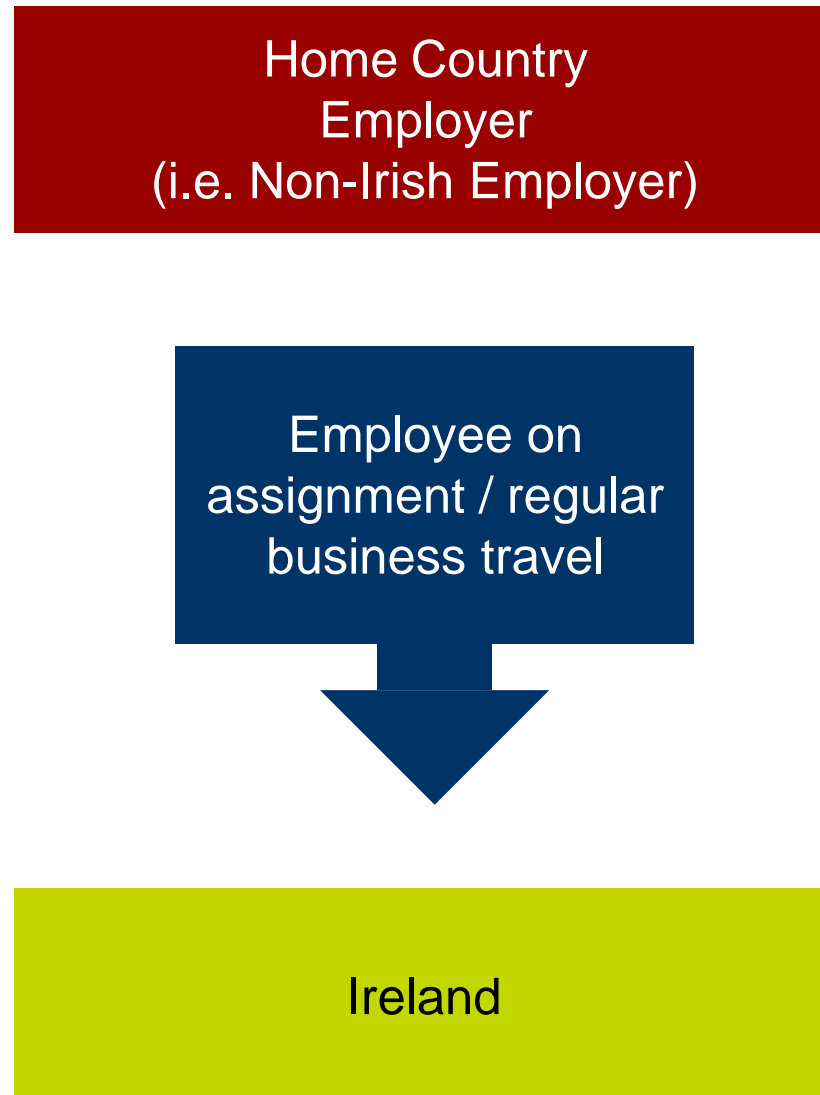 Home Country
Employer
(i.e. Non-Irish Employer)
Employee on
assignment / regular
business travel
Ireland